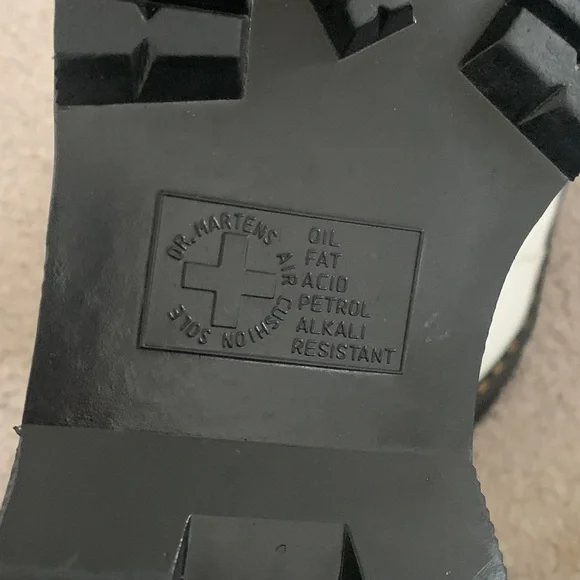 DR. MARTENS AIR CUSHION SOLE
OIL
FAT
ACID
PETROL
ALKALI
RESISTANT